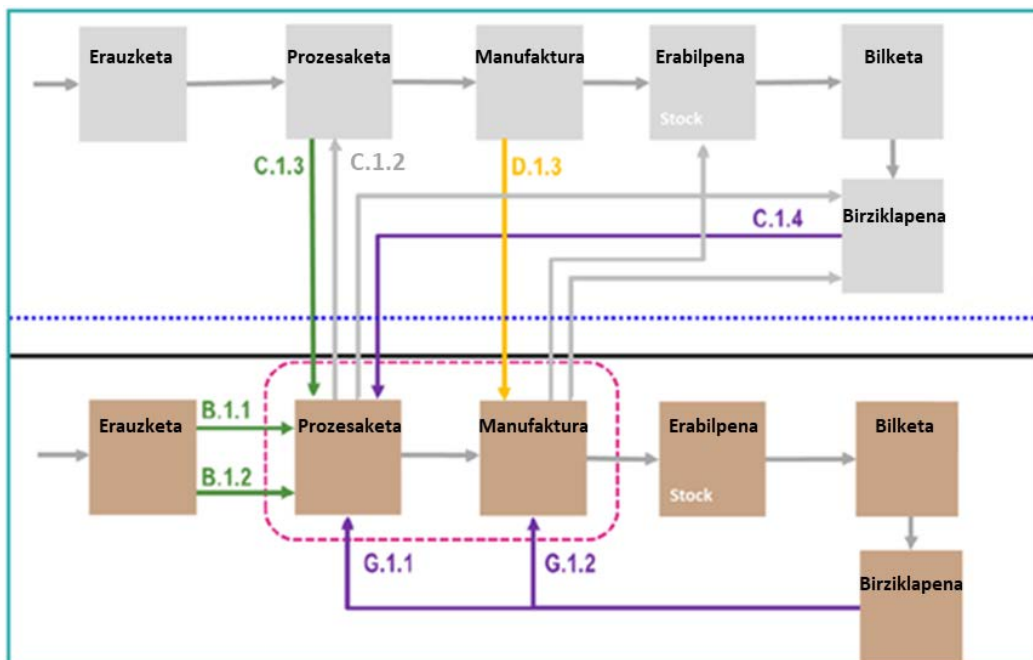 Erauzketa
Prozesaketa
Manufaktura
Erabilpena
Bilketa
Stock
C.1.3
C.1.2
D.1.3
C.1.4
Birziklapena
Erauzketa
B.1.1
B.1.2
Prozesaketa
Manufaktura
Erabilpena
Bilketa
Stock
G.1.1
G.1.2
Birziklapena